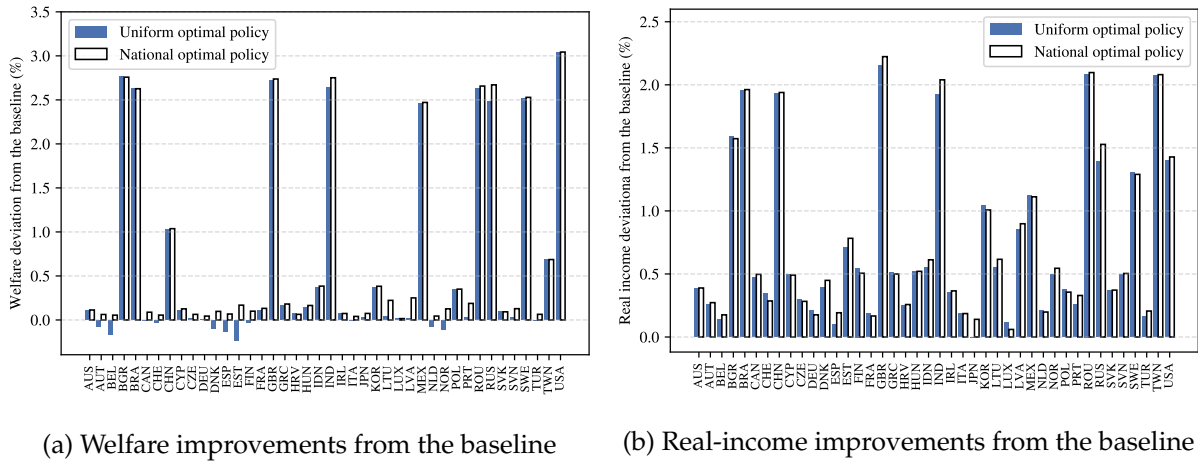 3.5
3.0
2.5
2.0
1.5
1.0
0.5
0.0
Welfare deviation from the baseline (%)
Uniform optimal policy
National optimal policy
AUS AUT BEL BGR BRA CAN CHE CHN CYP CZE DEU DNK ESP EST FIN FRA GBR GRC HRV HUN IDN IND IRL ITA JPN KOR LTU LUX LVA MEX NLD NOR POL PRT ROU RUS SVK SVN SWE TUR TWN USA
(a) Welfare improvements from the baseline
2.5
2.0
1.5
1.0
0.5
0.0
Real income deviationa from the baseline (%)
Uniform optimal policy
National optimal policy
AUS AUT BEL BGR BRA CAN CHE CHN CYP CZE DEU DNK ESP EST FIN FRA GBR GRC HRV HUN IDN IND IRL ITA JPN KOR LTU LUX LVA MEX NLD NOR POL PRT ROU RUS SVK SVN SWE TUR TWN USA
(b) Real-income improvements from the baseline